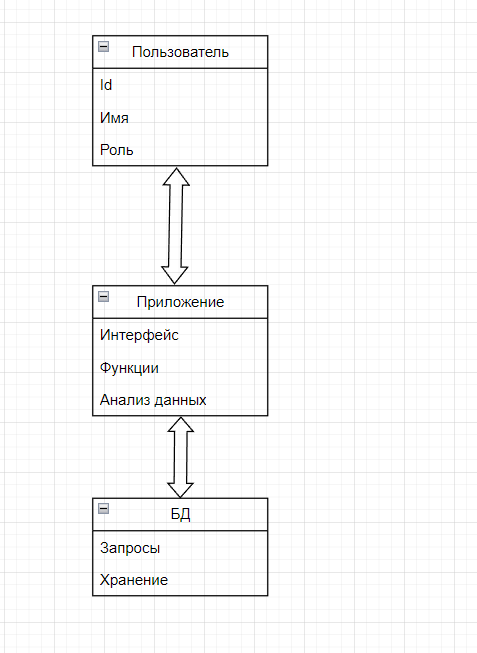 Пользователь
Id
Имя
Роль
Приложение
Интерфейс
Функции
Анализ данных
БД
Запросы
Хранение